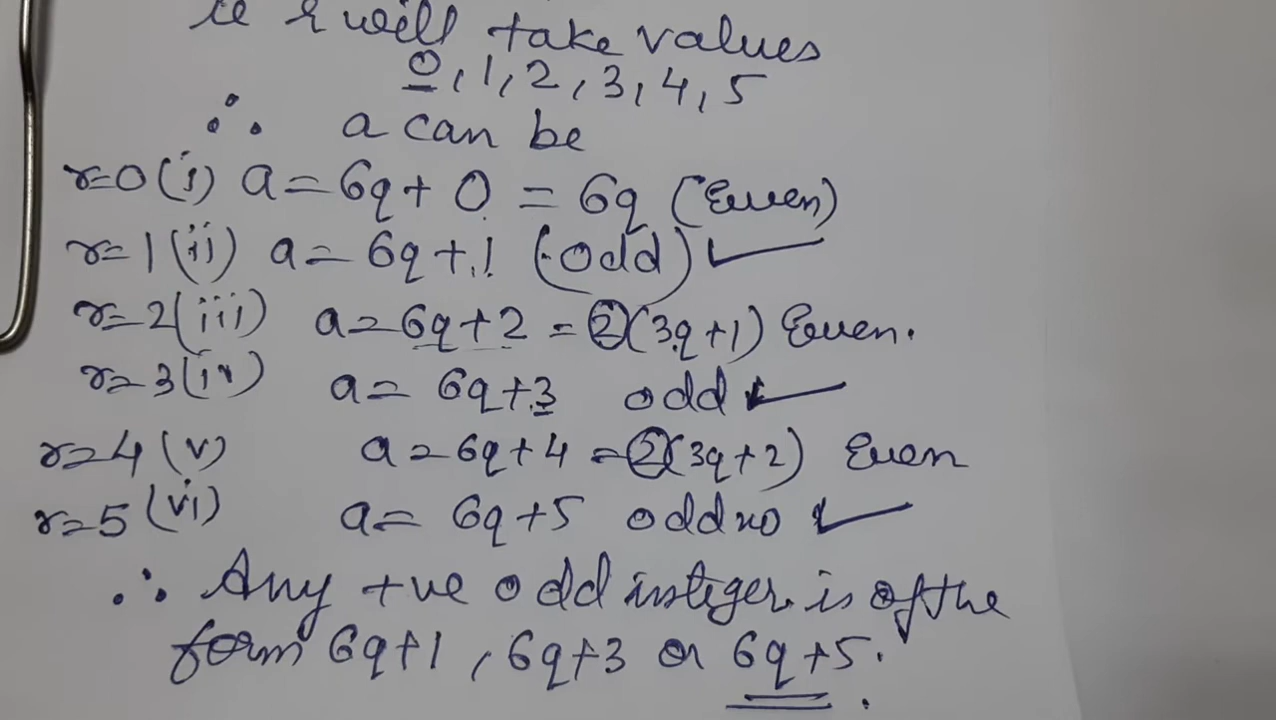 ie r will take values
0, 1, 2, 3, 4, 5
∴ a can be
r=0 (i) a = 6q + 0 = 6q (Even)
r=1 (ii) a = 6q + 1 (odd) ✓
r=2 (iii) a = 6q + 2 = 2(3q + 1) Even.
r=3 (iv) a = 6q + 3 odd ✓
r=4 (v) a = 6q + 4 = 2(3q + 2) Even
r=5 (vi) a = 6q + 5 odd no ✓
∴ Any +ve odd integer is of the
form 6q+1, 6q+3 or 6q+5.